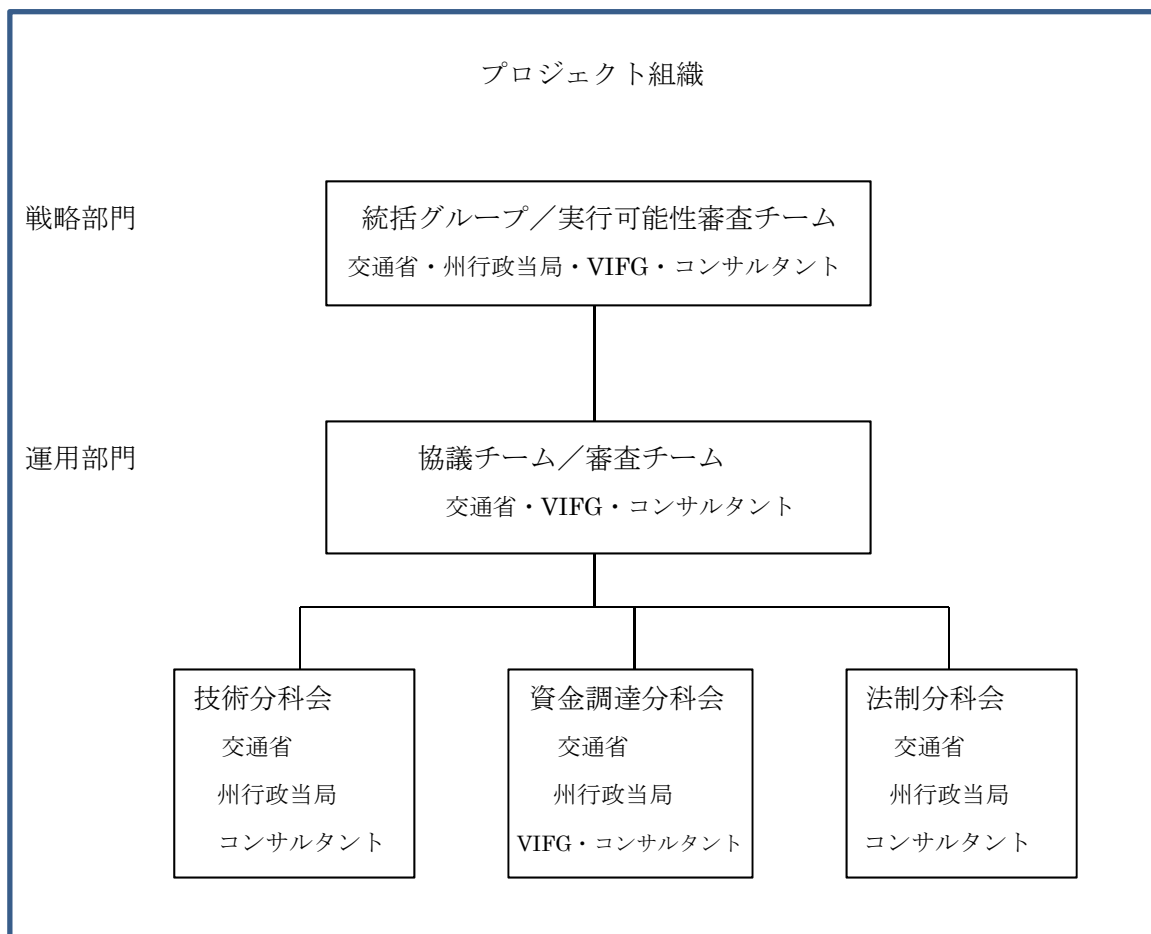 プロジェクト組織
戦略部門
統括グループ／実行可能性審査チーム
交通省・州行政当局・VIFG・コンサルタント
運用部門
協議チーム／審査チーム
交通省・VIFG・コンサルタント
技術分科会
交通省
州行政当局
コンサルタント
資金調達分科会
交通省
州行政当局
VIFG・コンサルタント
法制分科会
交通省
州行政当局
コンサルタント